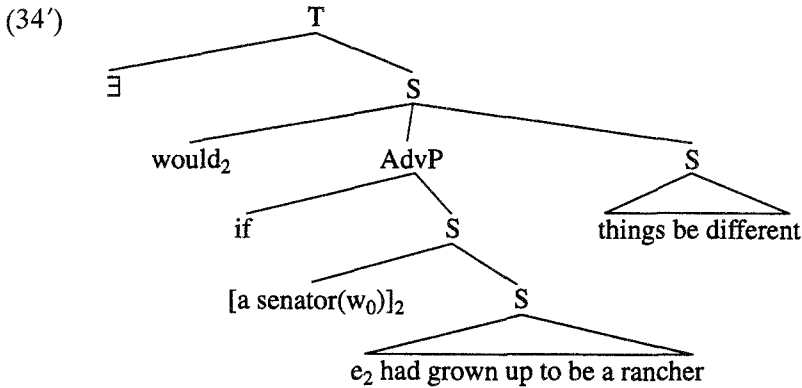 (34′) T
∃ S
would₂ AdvP S
if S things be different
[a senator(w₀)]₂ S
e₂ had grown up to be a rancher